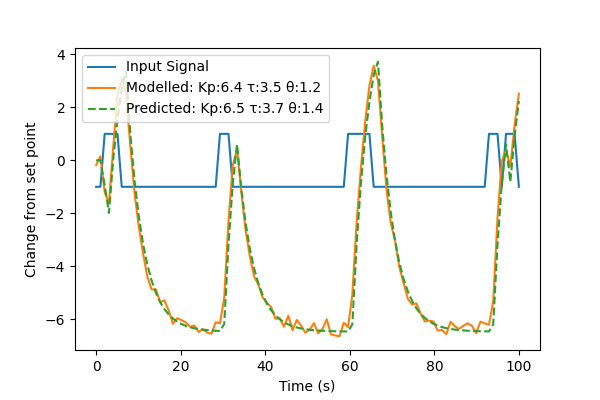 Input Signal
Modelled: Kp:6.4 τ:3.5 θ:1.2
Predicted: Kp:6.5 τ:3.7 θ:1.4
Change from set point
4
2
0
−2
−4
−6
0 20 40 60 80 100
Time (s)